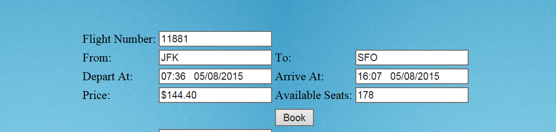 Flight Number: 11881
From: JFK To: SFO
Depart At: 07:36 05/08/2015 Arrive At: 16:07 05/08/2015
Price: $144.40 Available Seats: 178
Book